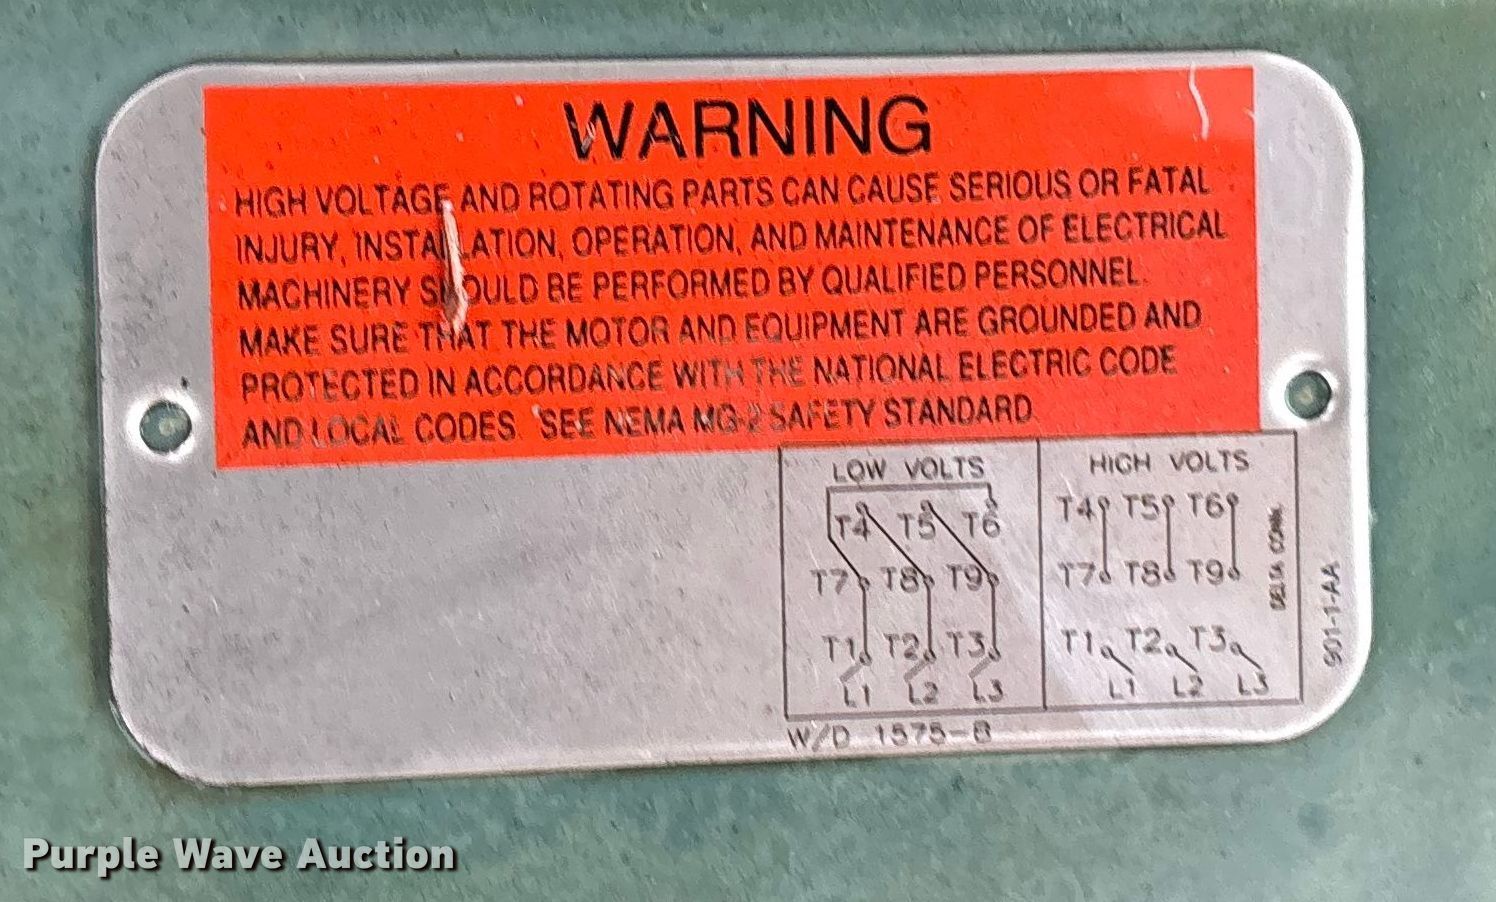 WARNING
HIGH VOLTAGE AND ROTATING PARTS CAN CAUSE SERIOUS OR FATAL
INJURY, INSTALLATION, OPERATION, AND MAINTENANCE OF ELECTRICAL
MACHINERY SHOULD BE PERFORMED BY QUALIFIED PERSONNEL.
MAKE SURE THAT THE MOTOR AND EQUIPMENT ARE GROUNDED AND
PROTECTED IN ACCORDANCE WITH THE NATIONAL ELECTRIC CODE
AND LOCAL CODES. SEE NEMA MG-2 SAFETY STANDARD.
LOW VOLTS
T4 T5 T6
T7 T8 T9
T1 T2 T3
L1 L2 L3
HIGH VOLTS
T4 T5 T6
T7 T8 T9
T1 T2 T3
L1 L2 L3
DELTA CONN.
901-1-AA
W/D 1575-B
Purple Wave Auction